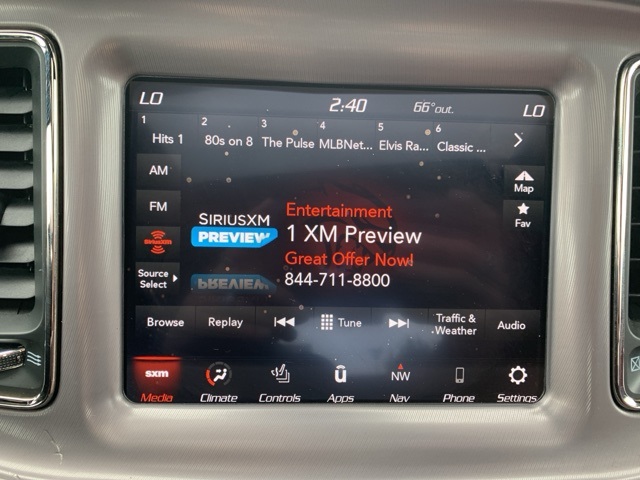 LO 2:40 66°out. LO
1 2 3 4 5 6
Hits 1 80s on 8 The Pulse MLBNet... Elvis Ra... Classic ...
AM
Map
FM
Fav
SiriusXM
Source
Select
SIRIUSXM
PREVIEW
Entertainment
1 XM Preview
Great Offer Now!
844-711-8800
Browse Replay Tune Traffic &
Weather Audio
sxm NW
Media Climate Controls Apps Nav Phone Settings